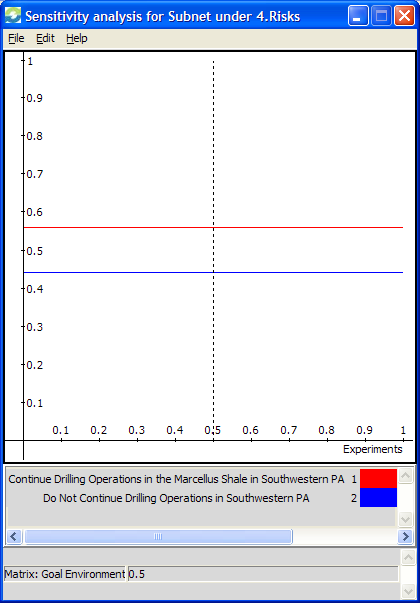 Sensitivity analysis for Subnet under 4.Risks
File Edit Help
1
0.9
0.8
0.7
0.6
0.5
0.4
0.3
0.2
0.1
0.1 0.2 0.3 0.4 0.5 0.6 0.7 0.8 0.9 1
Experiments
Continue Drilling Operations in the Marcellus Shale in Southwestern PA 1
Do Not Continue Drilling Operations in Southwestern PA 2
Matrix: Goal Environment 0.5